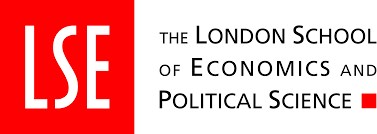 LSE
THE LONDON SCHOOL
OF ECONOMICS AND
POLITICAL SCIENCE